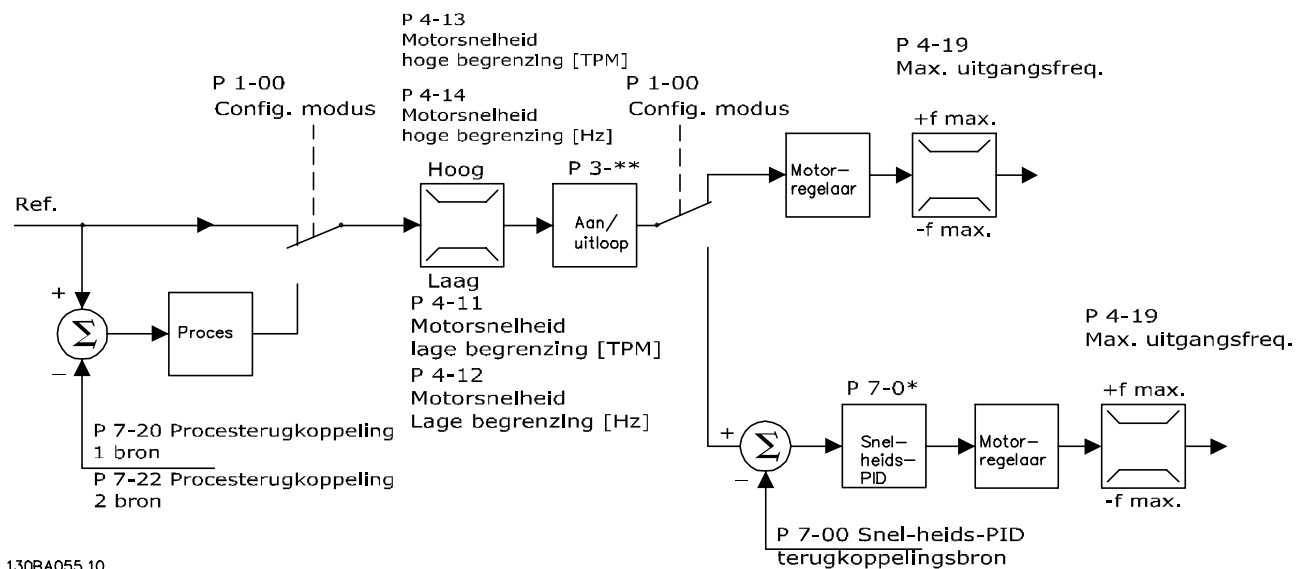 P 4-13
Motorsnelheid
hoge begrenzing [TPM]
P 4-14
Motorsnelheid
hoge begrenzing [Hz]
P 1-00
Config. modus
P 1-00
Config. modus
P 4-19
Max. uitgangsfreq.
+f max.
-f max.
Hoog
Laag
P 3-**
Aan/
uitloop
Motor-
regelaar
Ref.
+
Σ
−
Proces
P 4-11
Motorsnelheid
lage begrenzing [TPM]
P 4-12
Motorsnelheid
Lage begrenzing [Hz]
P 7-20 Procesterugkoppeling
1 bron
P 7-22 Procesterugkoppeling
2 bron
P 4-19
Max. uitgangsfreq.
+f max.
-f max.
P 7-0*
+
Σ
−
Snel-
heids-
PID
Motor-
regelaar
P 7-00 Snel-heids-PID
terugkoppelingsbron
130BA055.10